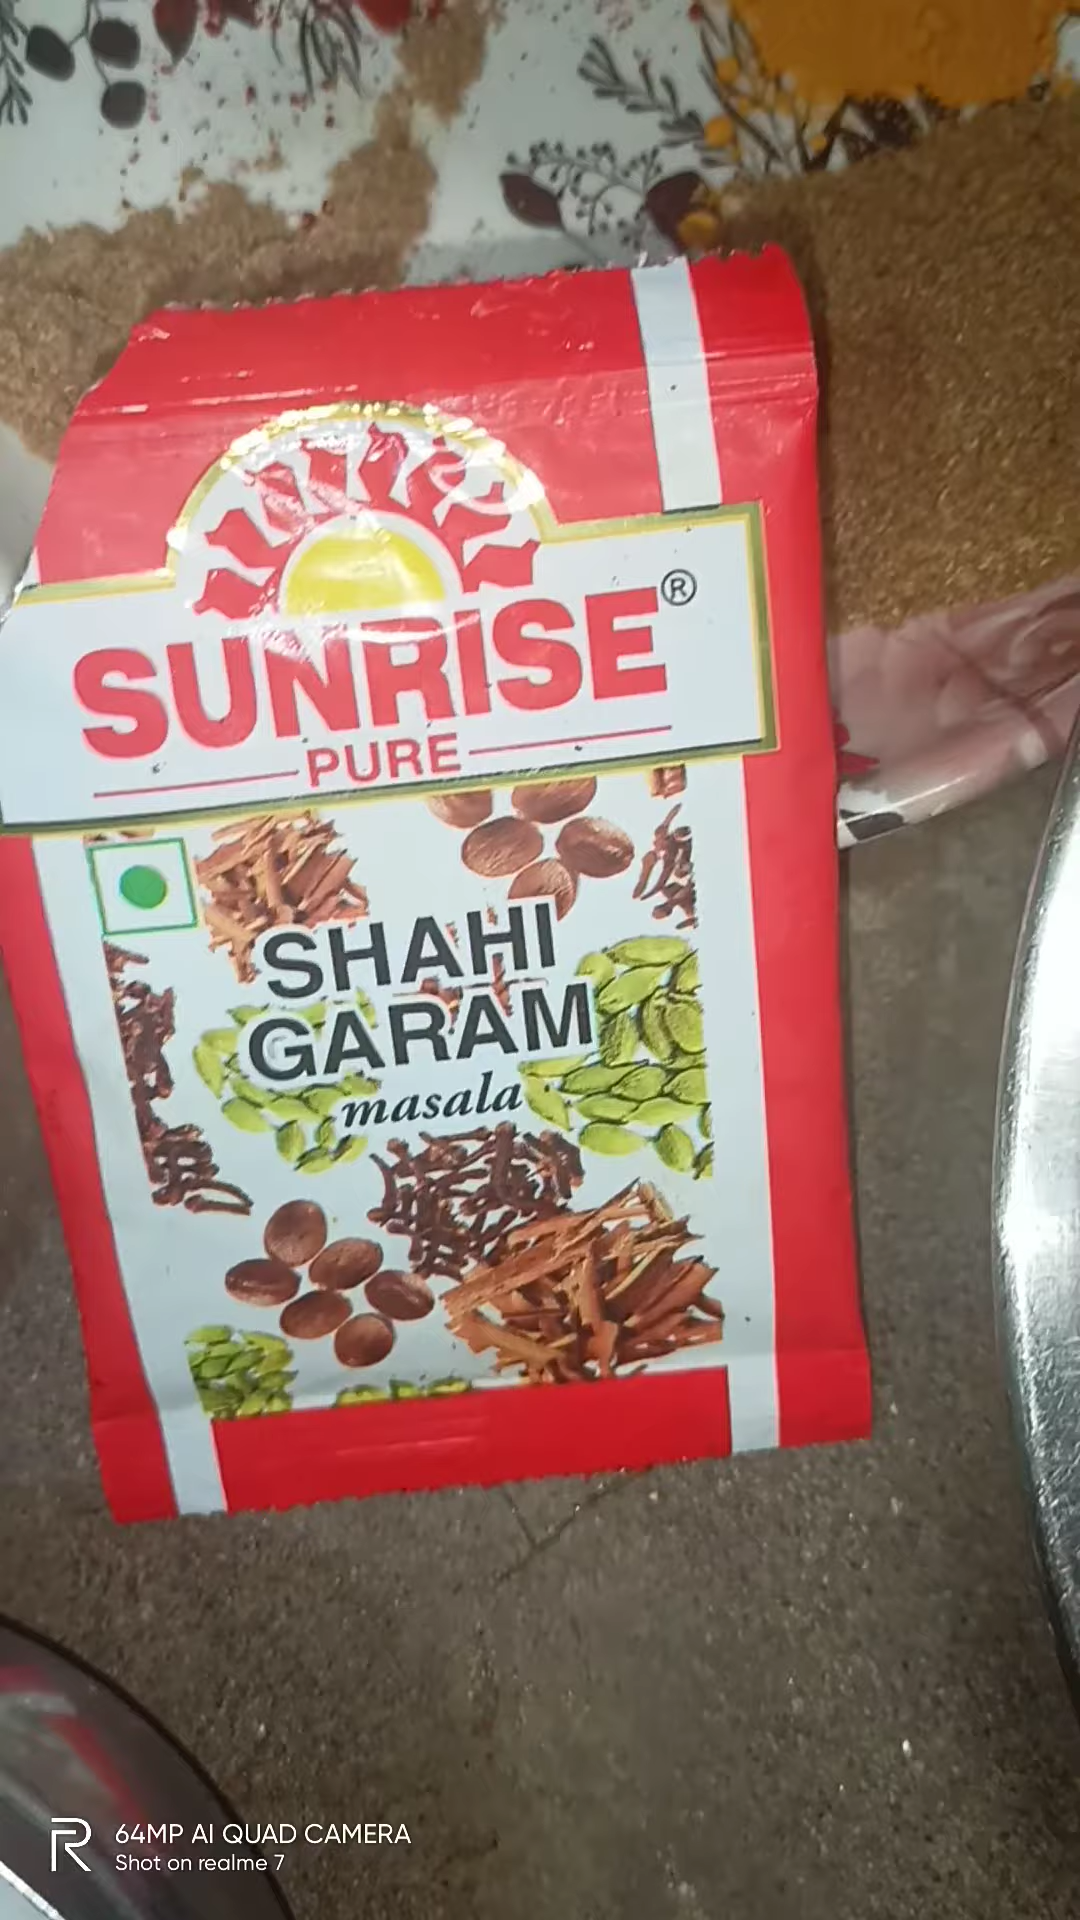 SUNRISE®
PURE
SHAHI
GARAM
masala
64MP AI QUAD CAMERA
Shot on realme 7